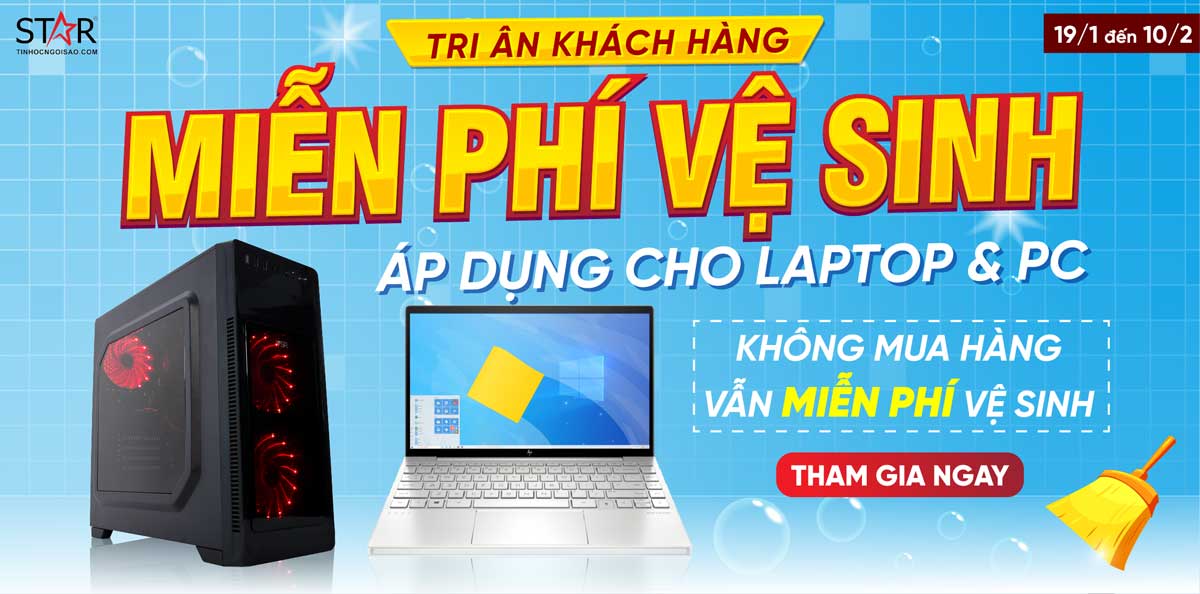 STAR
TINHOCNGOISAO.COM
TRI ÂN KHÁCH HÀNG
19/1 đến 10/2
MIỄN PHÍ VỆ SINH
ÁP DỤNG CHO LAPTOP & PC
KHÔNG MUA HÀNG
VẪN MIỄN PHÍ VỆ SINH
THAM GIA NGAY
hp